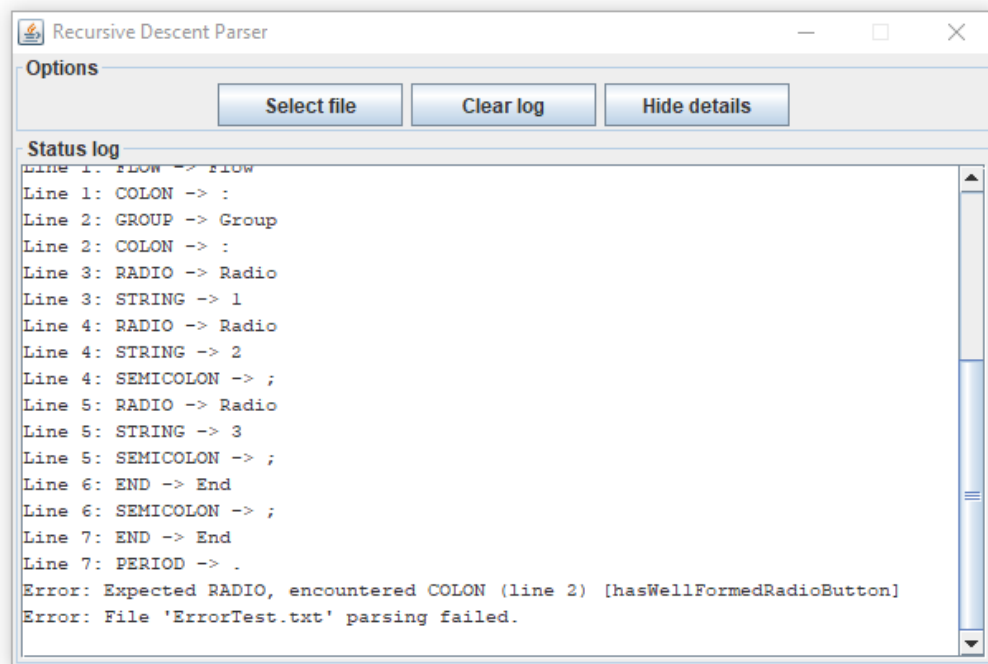 Recursive Descent Parser
Options
Select file Clear log Hide details
Status log
Line 1: FLOW -> Flow
Line 1: COLON -> :
Line 2: GROUP -> Group
Line 2: COLON -> :
Line 3: RADIO -> Radio
Line 3: STRING -> 1
Line 4: RADIO -> Radio
Line 4: STRING -> 2
Line 4: SEMICOLON -> ;
Line 5: RADIO -> Radio
Line 5: STRING -> 3
Line 5: SEMICOLON -> ;
Line 6: END -> End
Line 6: SEMICOLON -> ;
Line 7: END -> End
Line 7: PERIOD -> .
Error: Expected RADIO, encountered COLON (line 2) [hasWellFormedRadioButton]
Error: File 'ErrorTest.txt' parsing failed.